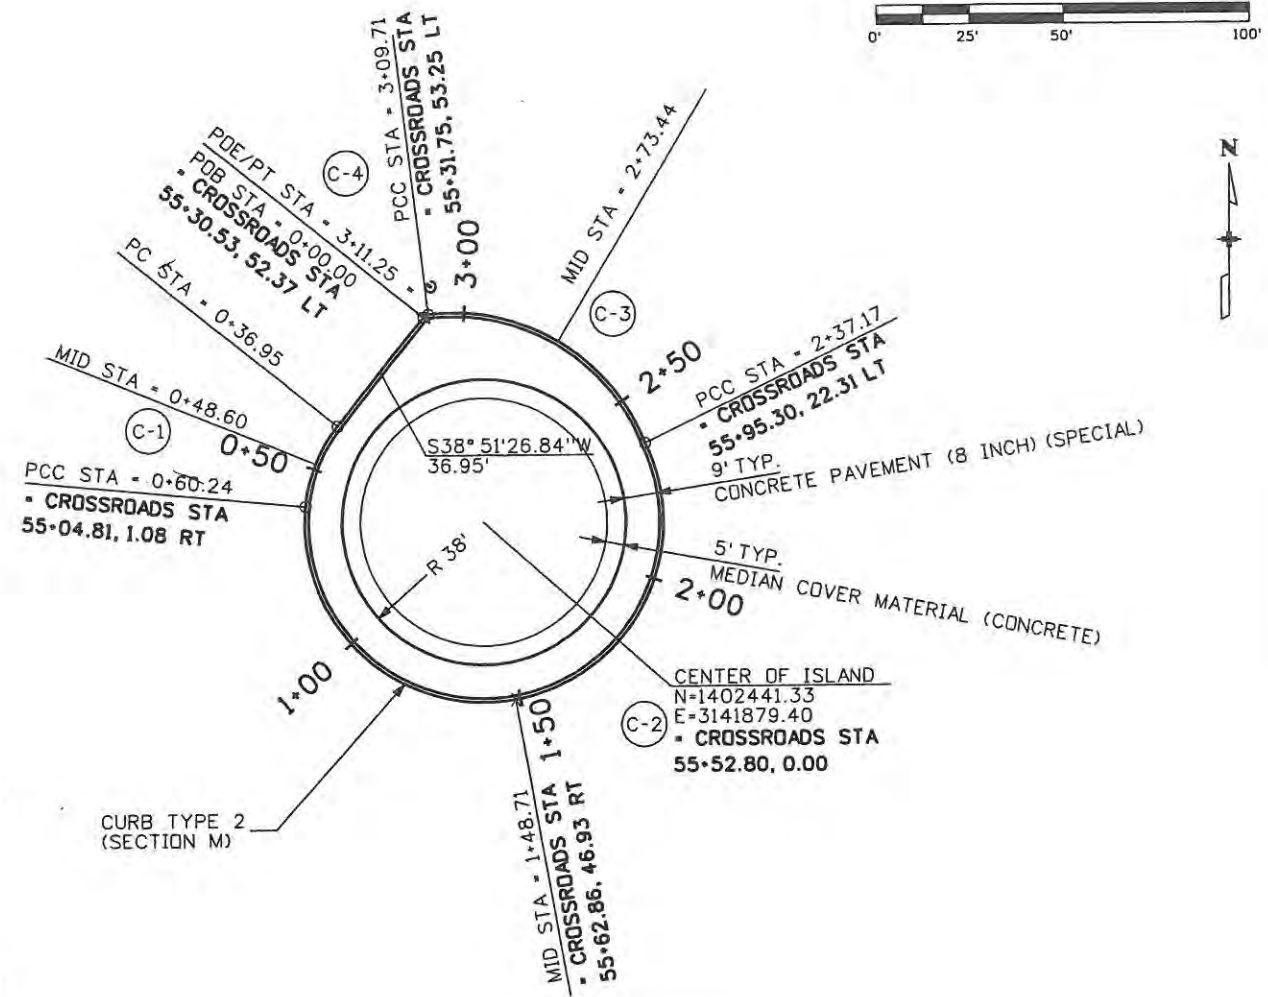 0' 25' 50' 100'
N
PCC STA = 3+09.71
= CROSSROADS STA
55+31.75, 53.25 LT
C-4
POE/PT STA = 3+11.25 =
POB STA = 0+00.00
= CROSSROADS STA
55+30.53, 52.37 LT
3+00
MID STA = 2+73.44
C-3
PC STA = 0+36.95
2+50
PCC STA = 2+37.17
= CROSSROADS STA
55+95.30, 22.31 LT
MID STA = 0+48.60
C-1
0+50
S38°51'26.84"W
36.95'
9' TYP.
CONCRETE PAVEMENT (8 INCH) (SPECIAL)
PCC STA = 0+60.24
= CROSSROADS STA
55+04.81, 1.08 RT
R 38'
5' TYP.
MEDIAN COVER MATERIAL (CONCRETE)
2+00
1+00
CENTER OF ISLAND
N=1402441.33
E=3141879.40
= CROSSROADS STA
55+52.80, 0.00
C-2
1+50
MID STA = 1+48.71
= CROSSROADS STA
55+62.86, 46.93 RT
CURB TYPE 2
(SECTION M)